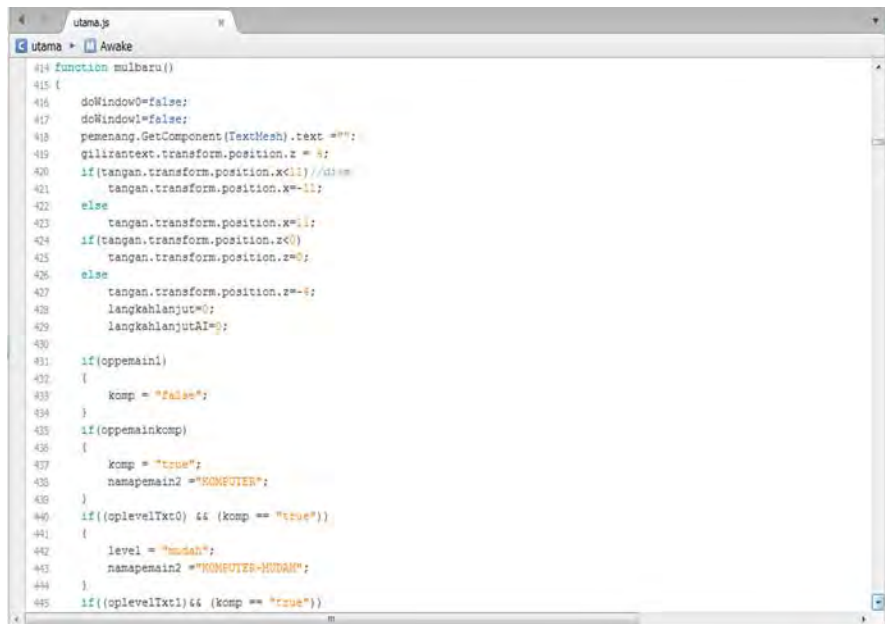 utama.js
utama ▸ Awake
414 function mulbaru()
415 {
416 doWindow0=false;
417 doWindow1=false;
418 pemenang.GetComponent(TextMesh).text ="";
419 gilirantext.transform.position.z = 4;
420 if(tangan.transform.position.x<11)//diam
421 tangan.transform.position.x=-11;
422 else
423 tangan.transform.position.x=11;
424 if(tangan.transform.position.z<0)
425 tangan.transform.position.z=0;
426 else
427 tangan.transform.position.z=-4;
428 langkahlanjut=0;
429 langkahlanjutAI=0;
430
431 if(oppemain1)
432 {
433 komp = "false";
434 }
435 if(oppemainkomp)
436 {
437 komp = "true";
438 namapemain2 ="KOMPUTER";
439 }
440 if((oplevelTxt0) && (komp == "true"))
441 {
442 level = "mudah";
443 namapemain2 ="KOMPUTER-MUDAH";
444 }
445 if((oplevelTxt1)&& (komp == "true"))